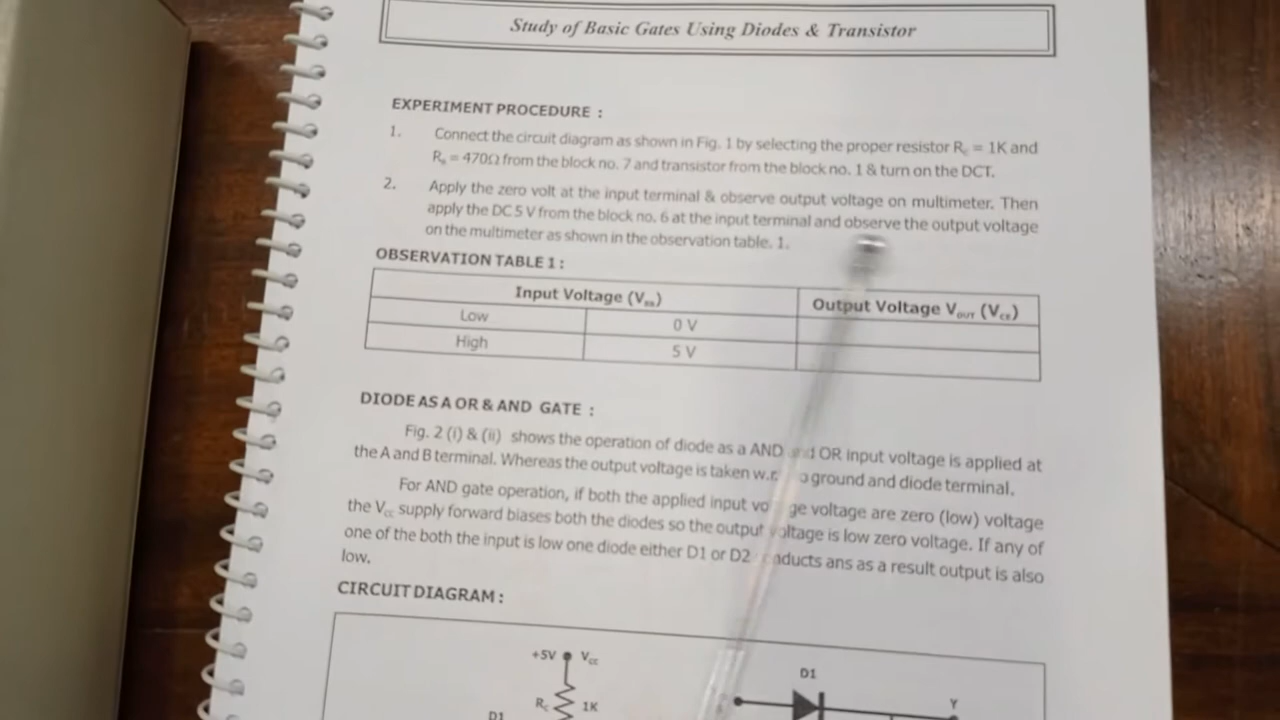 Study of Basic Gates Using Diodes & Transistor
EXPERIMENT PROCEDURE :
1. Connect the circuit diagram as shown in Fig. 1 by selecting the proper resistor Rc = 1K and
= 470Ω from the block no. 7 and transistor from the block no. 1 & turn on the DCT.
2. Apply the zero volt at the input terminal & observe output voltage on multimeter. Then
apply the DC 5 V from the block no. 6 at the input terminal and observe the output voltage
on the multimeter as shown in the observation table. 1.
OBSERVATION TABLE 1 :
Input Voltage Output Voltage VOUT (VCE)
Low 0 V
High 5 V
DIODE AS A OR & AND GATE :
Fig. 2 (i) & (ii) shows the operation of diode as a AND OR input voltage is applied at
the A and B terminal. Whereas the output voltage is taken w.r. ground and diode terminal.
For AND gate operation, if both the applied input voltage are zero (low) voltage
the Vcc supply forward biases both the diodes so the output voltage is low zero voltage. If any of
one of the both the input is low one diode either D1 or D2 ans as a result output is also
low.
CIRCUIT DIAGRAM :
+5V Vcc
D1
Rc 1K
Y
D1